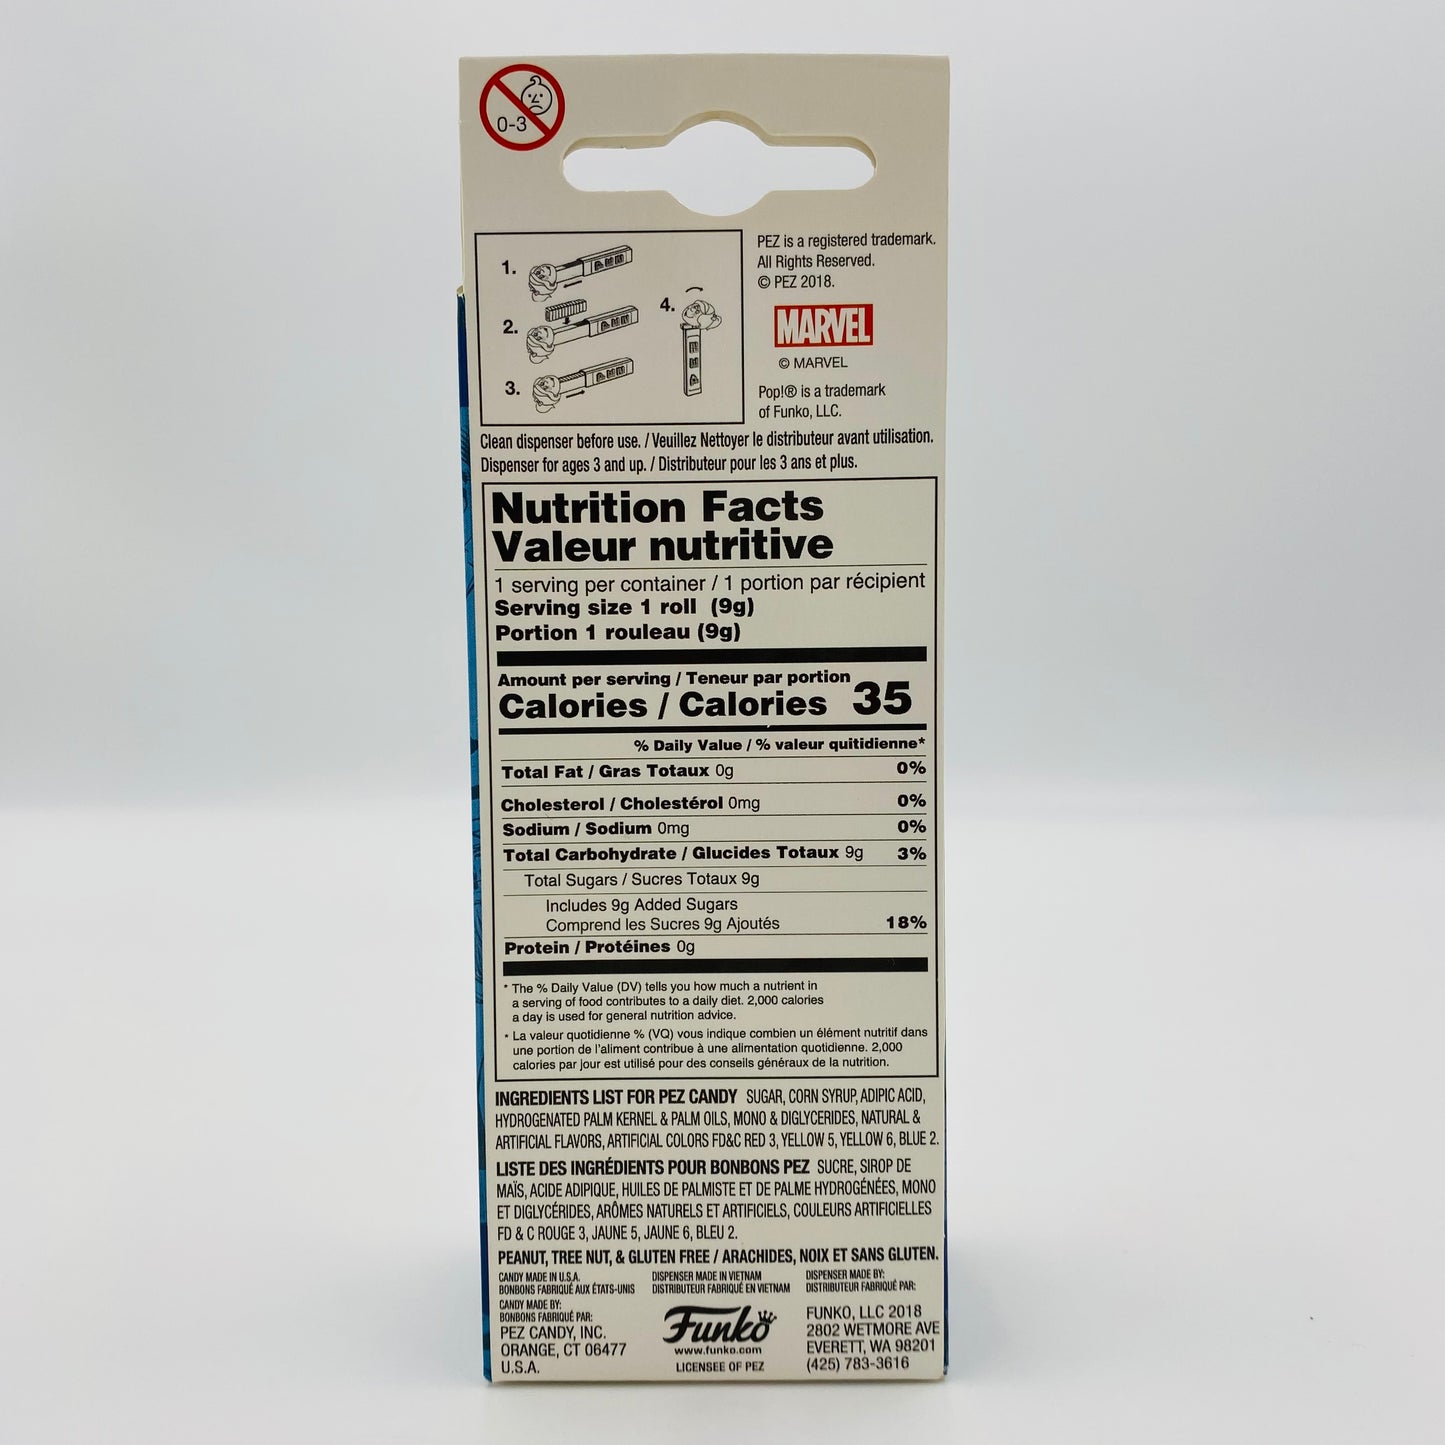 0-3
PEZ is a registered trademark.
All Rights Reserved.
© PEZ 2018.
MARVEL
© MARVEL
Pop!® is a trademark
of Funko, LLC.
1.
2.
3.
4.
Clean dispenser before use. / Veuillez Nettoyer le distributeur avant utilisation.
Dispenser for ages 3 and up. / Distributeur pour les 3 ans et plus.
Nutrition Facts
Valeur nutritive
1 serving per container / 1 portion par récipient
Serving size 1 roll (9g)
Portion 1 rouleau (9g)
Amount per serving / Teneur par portion
Calories / Calories 35
% Daily Value / % valeur quitidienne*
Total Fat / Gras Totaux 0g 0%
Cholesterol / Cholestérol 0mg 0%
Sodium / Sodium 0mg 0%
Total Carbohydrate / Glucides Totaux 9g 3%
Total Sugars / Sucres Totaux 9g
Includes 9g Added Sugars
Comprend les Sucres 9g Ajoutés 18%
Protein / Protéines 0g
* The % Daily Value (DV) tells you how much a nutrient in
a serving of food contributes to a daily diet. 2,000 calories
a day is used for general nutrition advice.
* La valeur quotidienne % (VQ) vous indique combien un élément nutritif dans
une portion de l'aliment contribue à une alimentation quotidienne. 2,000
calories par jour est utilisé pour des conseils généraux de la nutrition.
INGREDIENTS LIST FOR PEZ CANDY SUGAR, CORN SYRUP, ADIPIC ACID,
HYDROGENATED PALM KERNEL & PALM OILS, MONO & DIGLYCERIDES, NATURAL &
ARTIFICIAL FLAVORS, ARTIFICIAL COLORS FD&C RED 3, YELLOW 5, YELLOW 6, BLUE 2.
LISTE DES INGRÉDIENTS POUR BONBONS PEZ SUCRE, SIROP DE
MAÏS, ACIDE ADIPIQUE, HUILES DE PALMISTE ET DE PALME HYDROGÉNÉES, MONO
ET DIGLYCÉRIDES, ARÔMES NATURELS ET ARTIFICIELS, COULEURS ARTIFICIELLES
FD & C ROUGE 3, JAUNE 5, JAUNE 6, BLEU 2.
PEANUT, TREE NUT, & GLUTEN FREE / ARACHIDES, NOIX ET SANS GLUTEN.
CANDY MADE IN U.S.A.
BONBONS FABRIQUÉ AUX ÉTATS-UNIS
CANDY MADE BY:
BONBONS FABRIQUÉ PAR:
PEZ CANDY, INC.
ORANGE, CT 06477
U.S.A.
DISPENSER MADE IN VIETNAM
DISTRIBUTEUR FABRIQUÉ EN VIETNAM
Funko
www.funko.com
LICENSEE OF PEZ
DISPENSER MADE BY:
DISTRIBUTEUR FABRIQUÉ PAR:
FUNKO, LLC 2018
2802 WETMORE AVE
EVERETT, WA 98201
(425) 783-3616